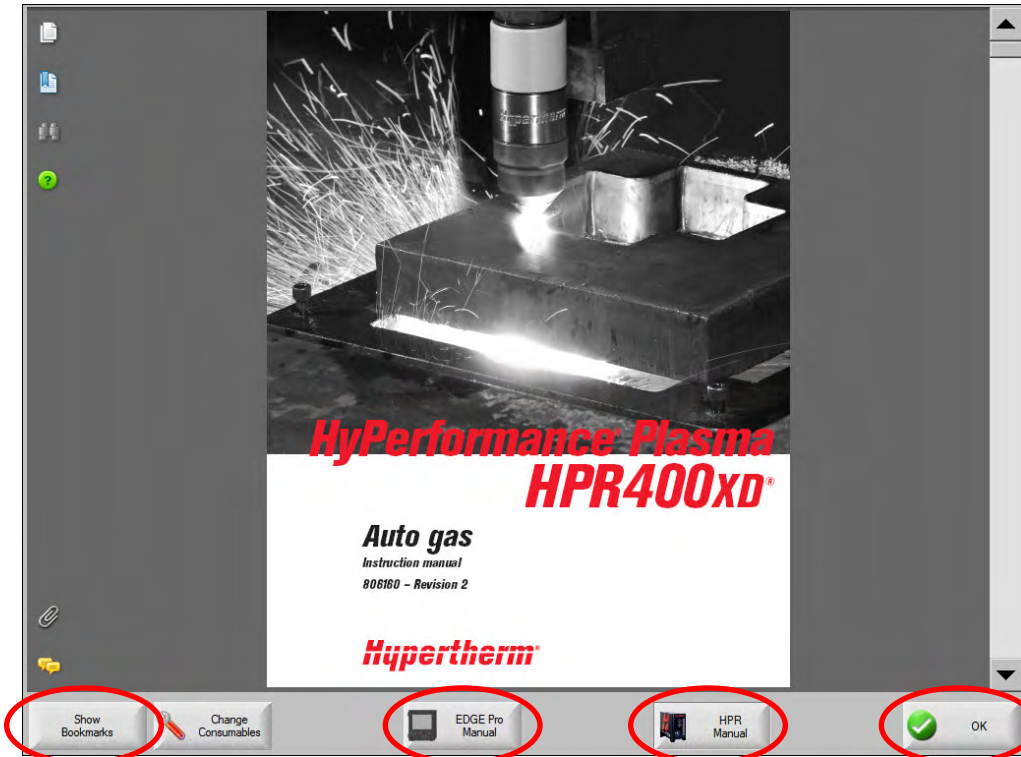 Hypertherm
HyPerformance Plasma
HPR400XD®
Auto gas
Instruction manual
806160 – Revision 2
Hypertherm®
Show
Bookmarks
Change
Consumables
EDGE Pro
Manual
HPR
Manual
OK